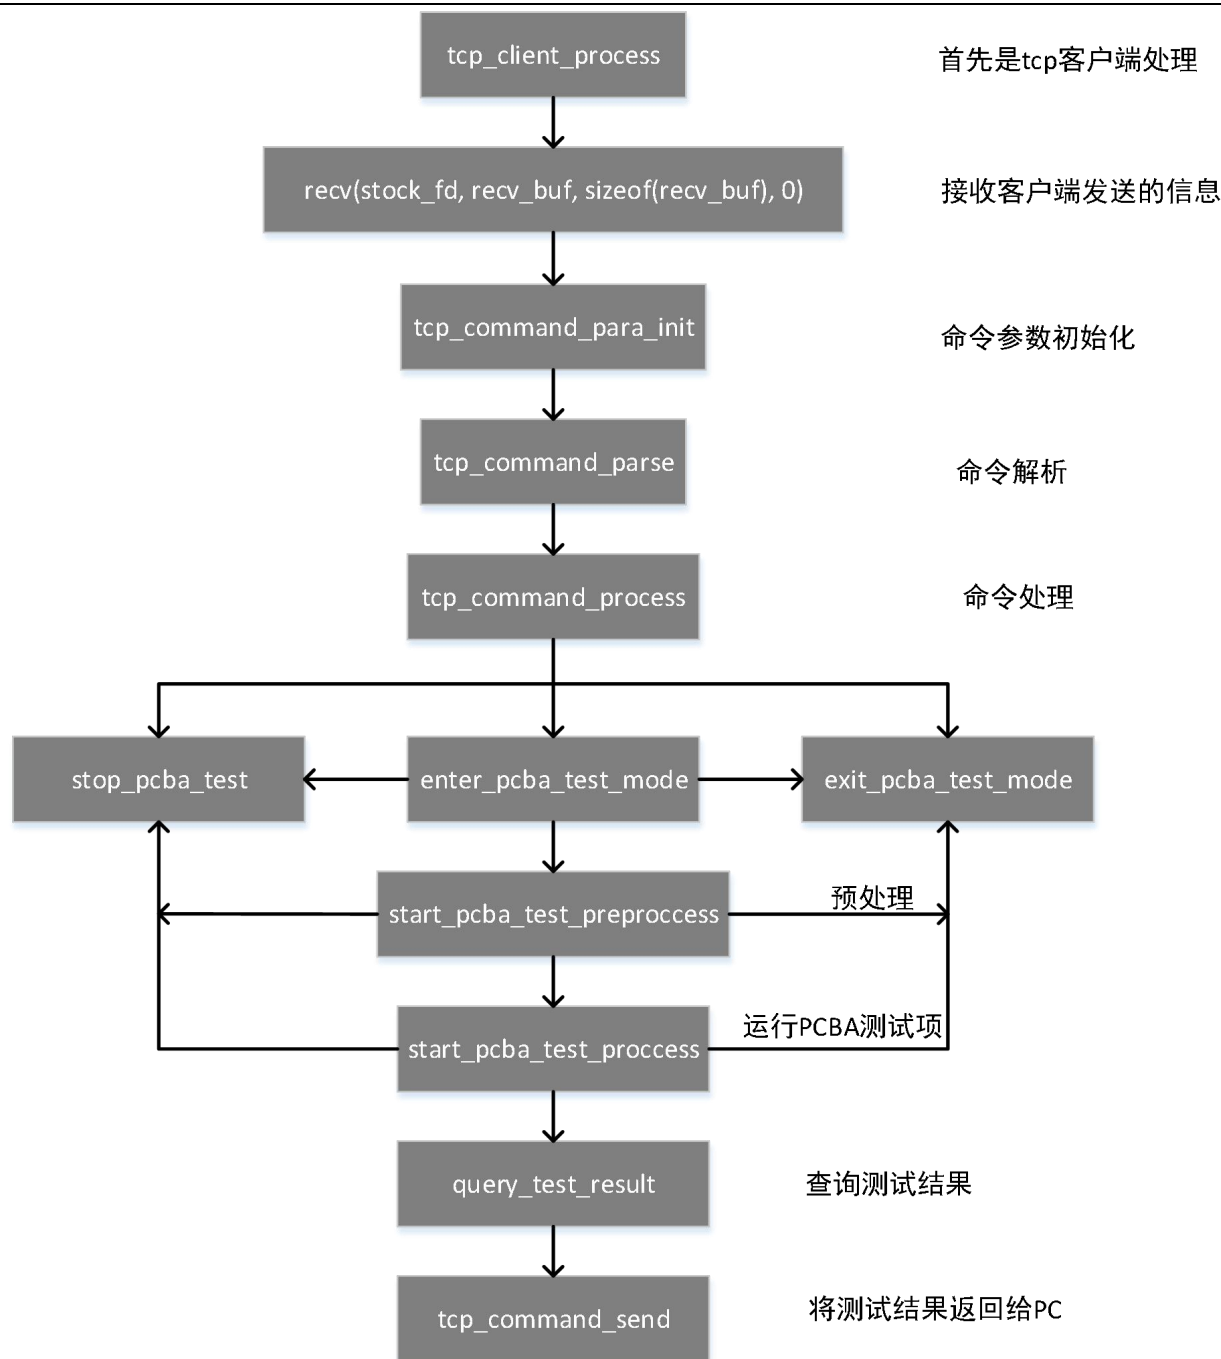 tcp_client_process
首先是tcp客户端处理
recv(stock_fd, recv_buf, sizeof(recv_buf), 0)
接收客户端发送的信息
tcp_command_para_init
命令参数初始化
tcp_command_parse
命令解析
tcp_command_process
命令处理
stop_pcba_test
enter_pcba_test_mode
exit_pcba_test_mode
start_pcba_test_preproccess
预处理
start_pcba_test_proccess
运行PCBA测试项
query_test_result
查询测试结果
tcp_command_send
将测试结果返回给PC